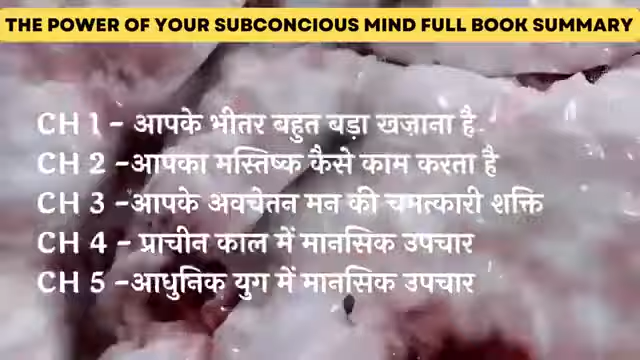 THE POWER OF YOUR SUBCONCIOUS MIND FULL BOOK SUMMARY
CH 1 - आपके भीतर बहुत बड़ा खज़ाना है
CH 2 -आपका मस्तिष्क कैसे काम करता है
CH 3 -आपके अवचेतन मन की चमत्कारी शक्ति
CH 4 - प्राचीन काल में मानसिक उपचार
CH 5 -आधुनिक युग में मानसिक उपचार